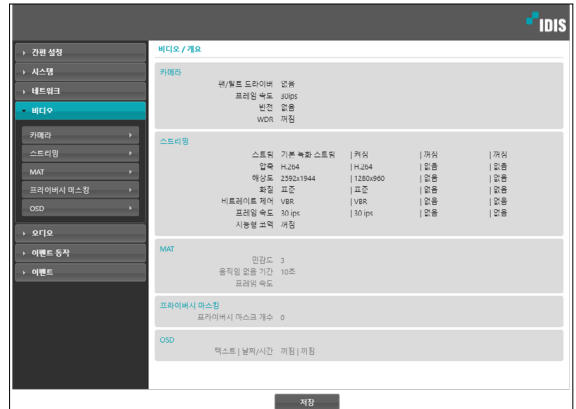 IDIS
간편 설정
시스템
네트워크
비디오
카메라
스트리밍
MAT
프라이버시 마스킹
OSD
오디오
이벤트 동작
이벤트
비디오 / 개요
카메라
팬/틸트 드라이버 없음
프레임 속도 30ips
반전 없음
WDR 꺼짐
스트리밍
스트림 기본 녹화 스트림 | 켜짐 | 꺼짐 | 꺼짐
압축 H.264 | H.264 | 없음 | 없음
해상도 2592x1944 | 1280x960 | 없음 | 없음
화질 표준 | 표준 | 없음 | 없음
비트레이트 제어 VBR | VBR | 없음 | 없음
프레임 속도 30 ips | 30 ips | 없음 | 없음
지능형 코덱 꺼짐
MAT
민감도 3
움직임 없음 기간 10초
프레임 속도
프라이버시 마스킹
프라이버시 마스크 개수 0
OSD
텍스트 | 날짜/시간 꺼짐 | 꺼짐
저장